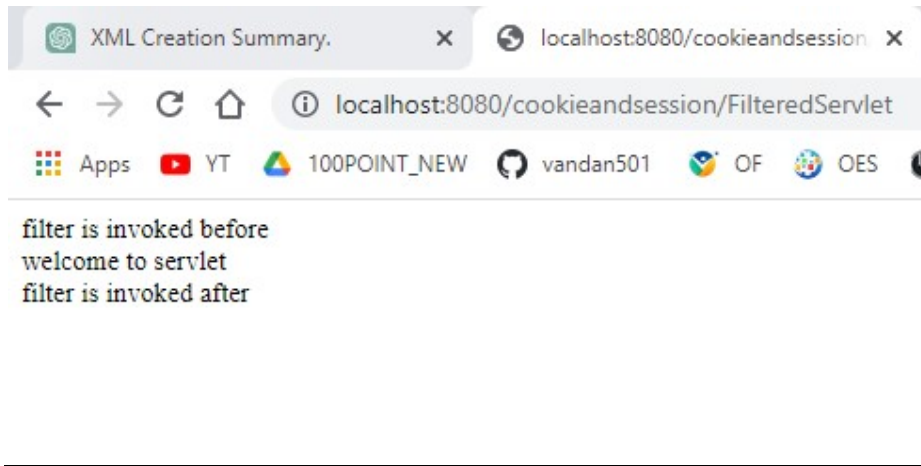 XML Creation Summary.
localhost:8080/cookieandsession
localhost:8080/cookieandsession/FilteredServlet
Apps YT 100POINT_NEW vandan501 OF OES
filter is invoked before
welcome to servlet
filter is invoked after